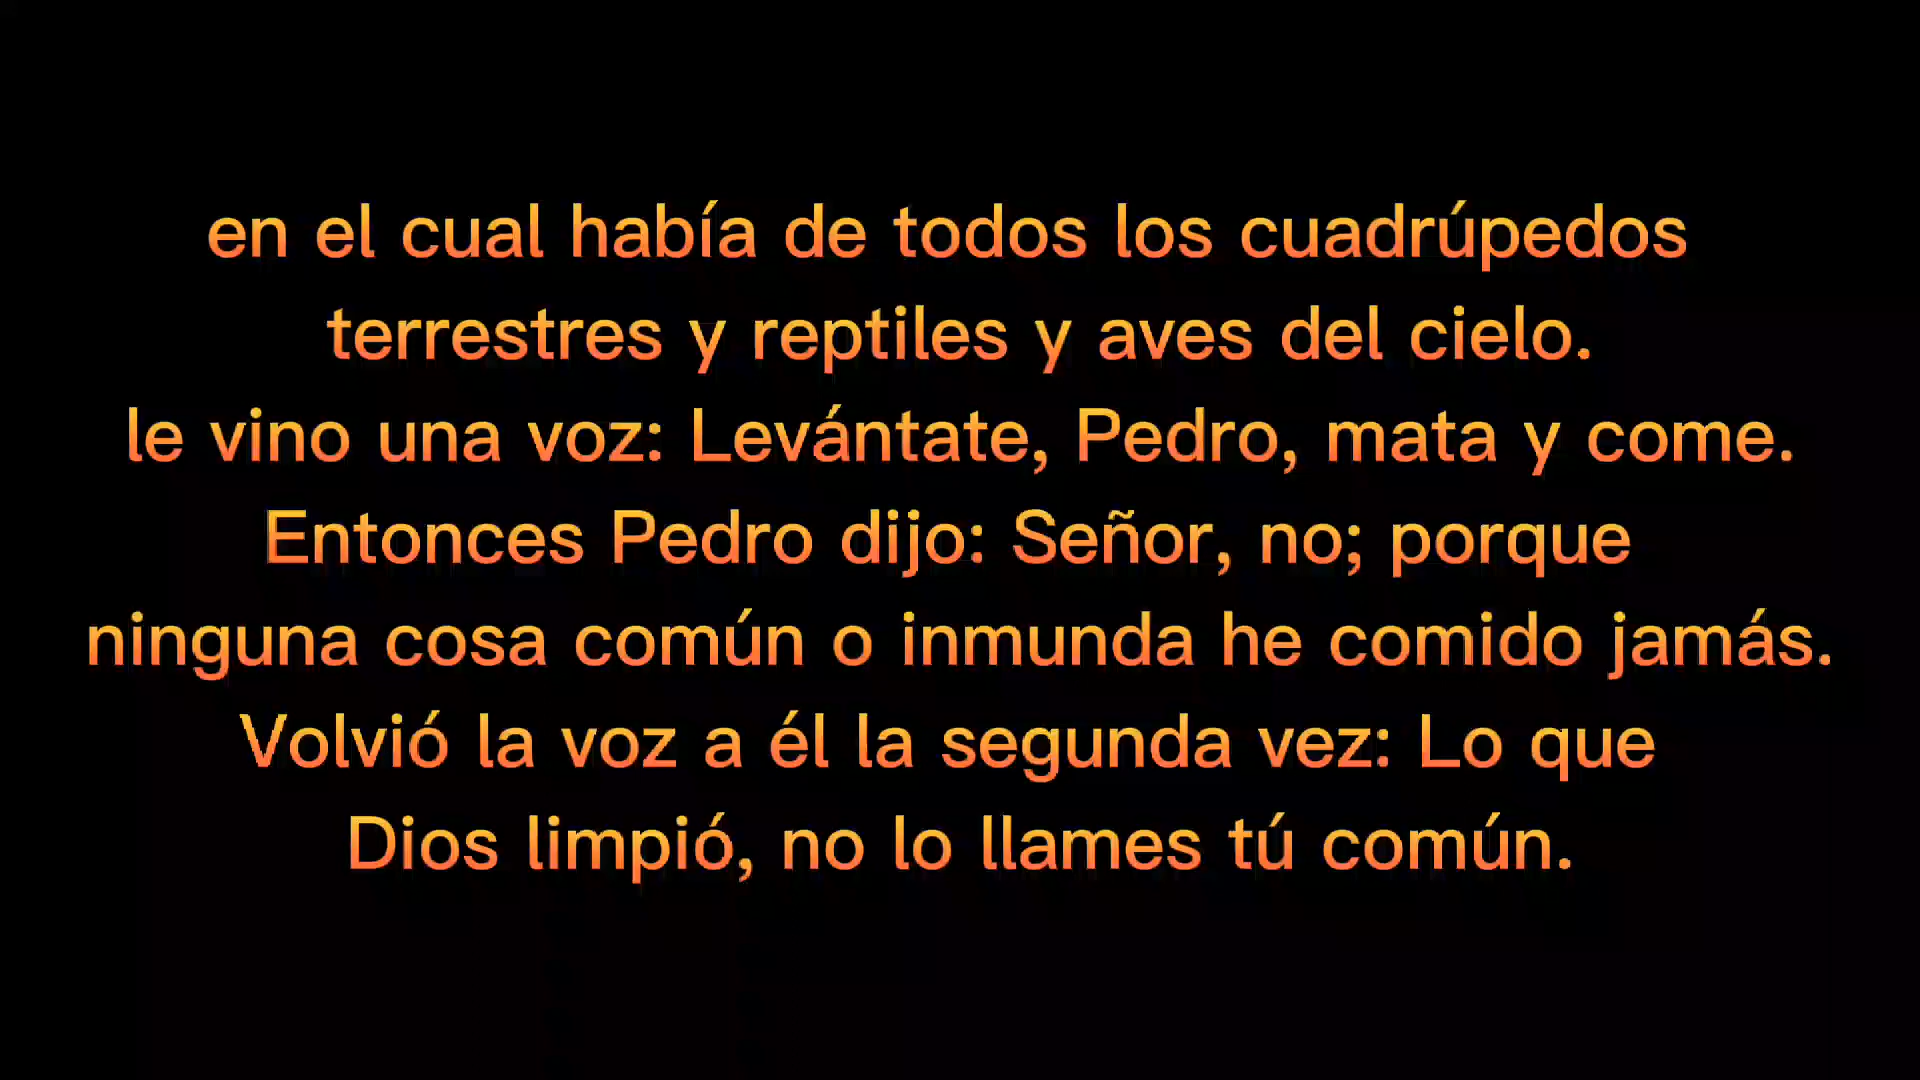 en el cual había de todos los cuadrúpedos
terrestres y reptiles y aves del cielo.
le vino una voz: Levántate, Pedro, mata y come.
Entonces Pedro dijo: Señor, no; porque
ninguna cosa común o inmunda he comido jamás.
Volvió la voz a él la segunda vez: Lo que
Dios limpió, no lo llames tú común.